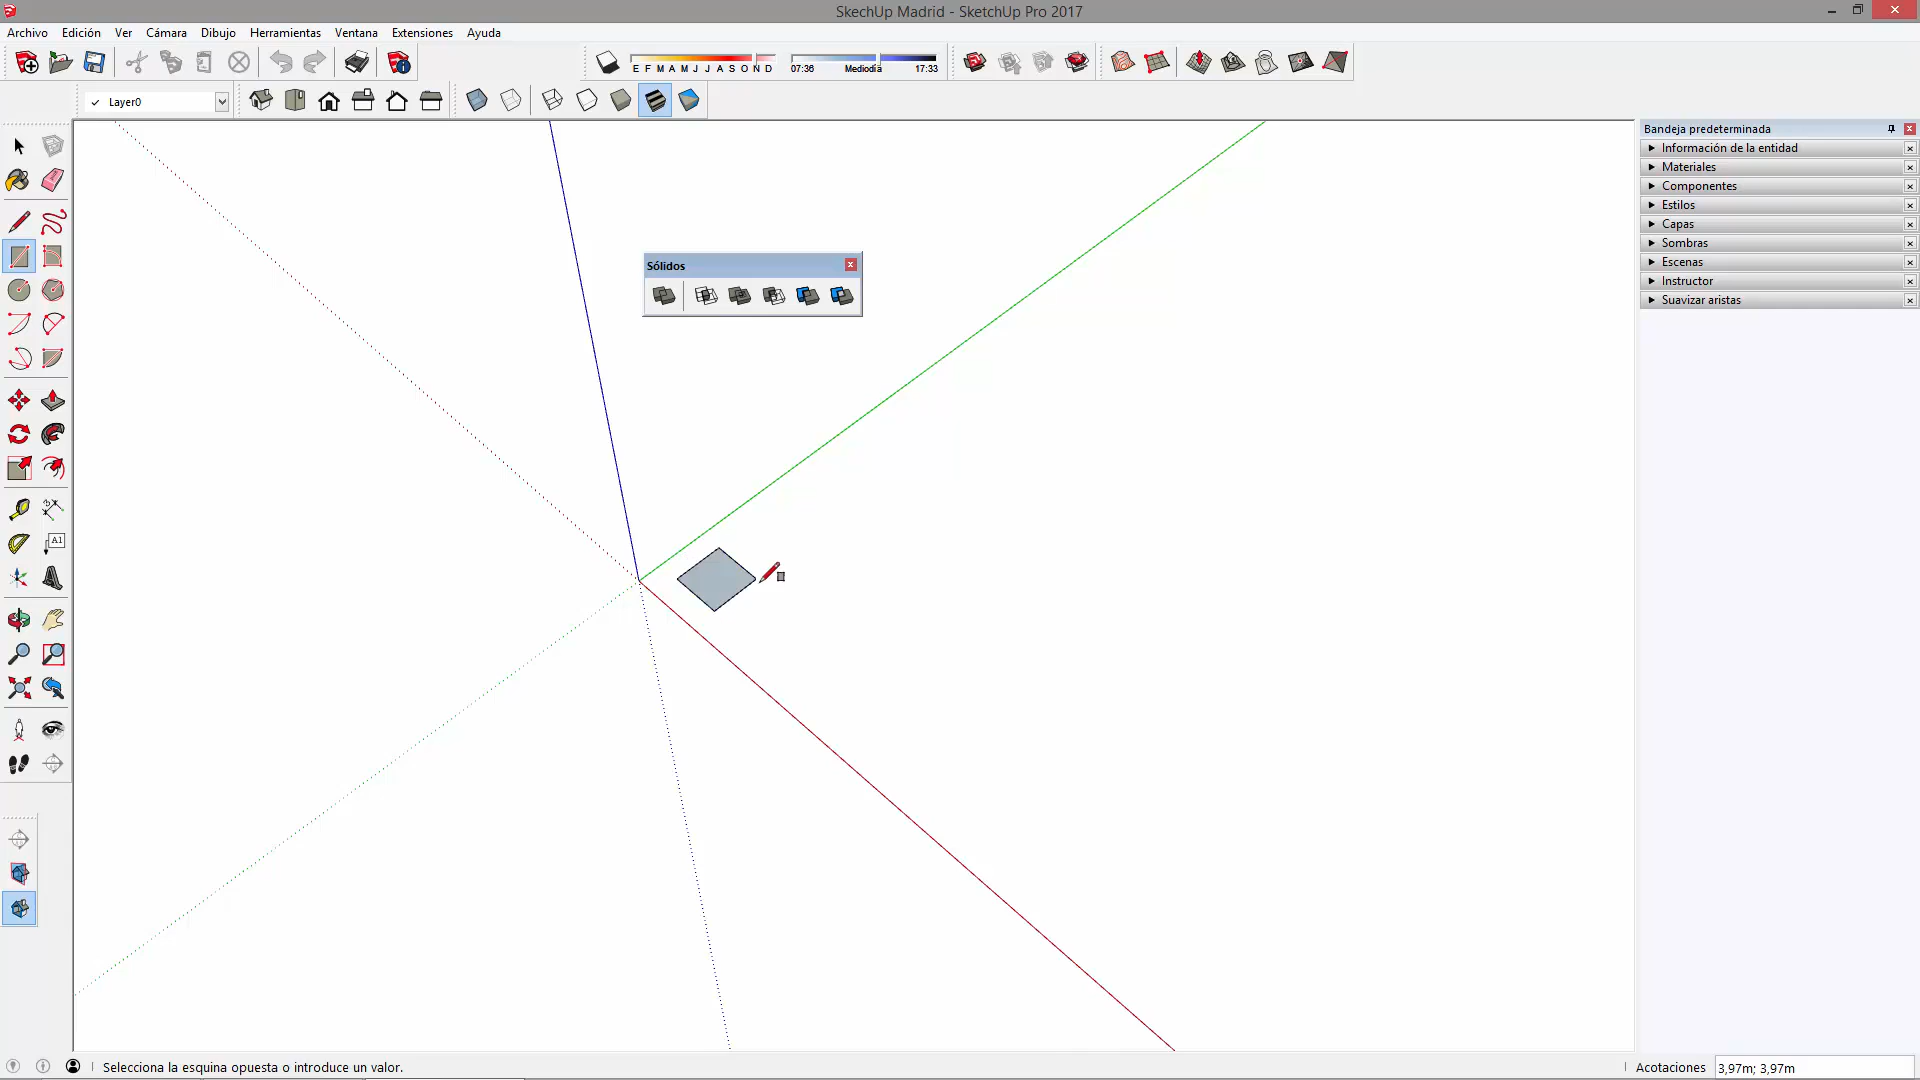 SkechUp Madrid - SketchUp Pro 2017
Archivo Edición Ver Cámara Dibujo Herramientas Ventana Extensiones Ayuda
E F M A M J J A S O N D
07:36 Mediodía 17:33
Layer0
Bandeja predeterminada
Información de la entidad
Materiales
Componentes
Estilos
Capas
Sombras
Escenas
Instructor
Suavizar aristas
Sólidos
A1
Selecciona la esquina opuesta o introduce un valor.
Acotaciones 3,97m; 3,97m